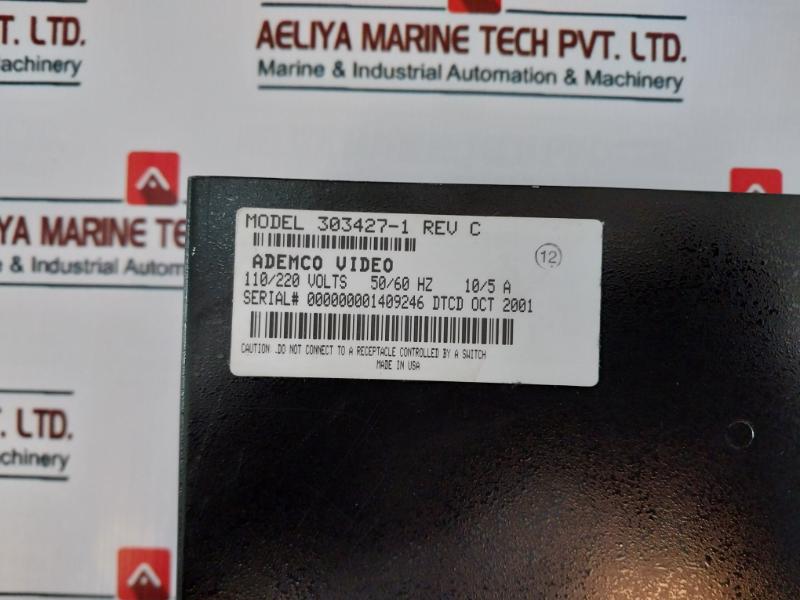 T. LTD.
Machinery
AELIYA MARINE TECH PVT. LTD.
Marine & Industrial Automation & Machinery
YA MARINE TE
& Industrial Autom
. LTD.
chinery
MODEL 303427-1 REV C
ADEMCO VIDEO
12
110/220 VOLTS 50/60 HZ 10/5 A
SERIAL# 000000001409246 DTCD OCT 2001
CAUTION .DO NOT CONNECT TO A RECEPTACLE CONTROLLED BY A SWITCH
MADE IN USA